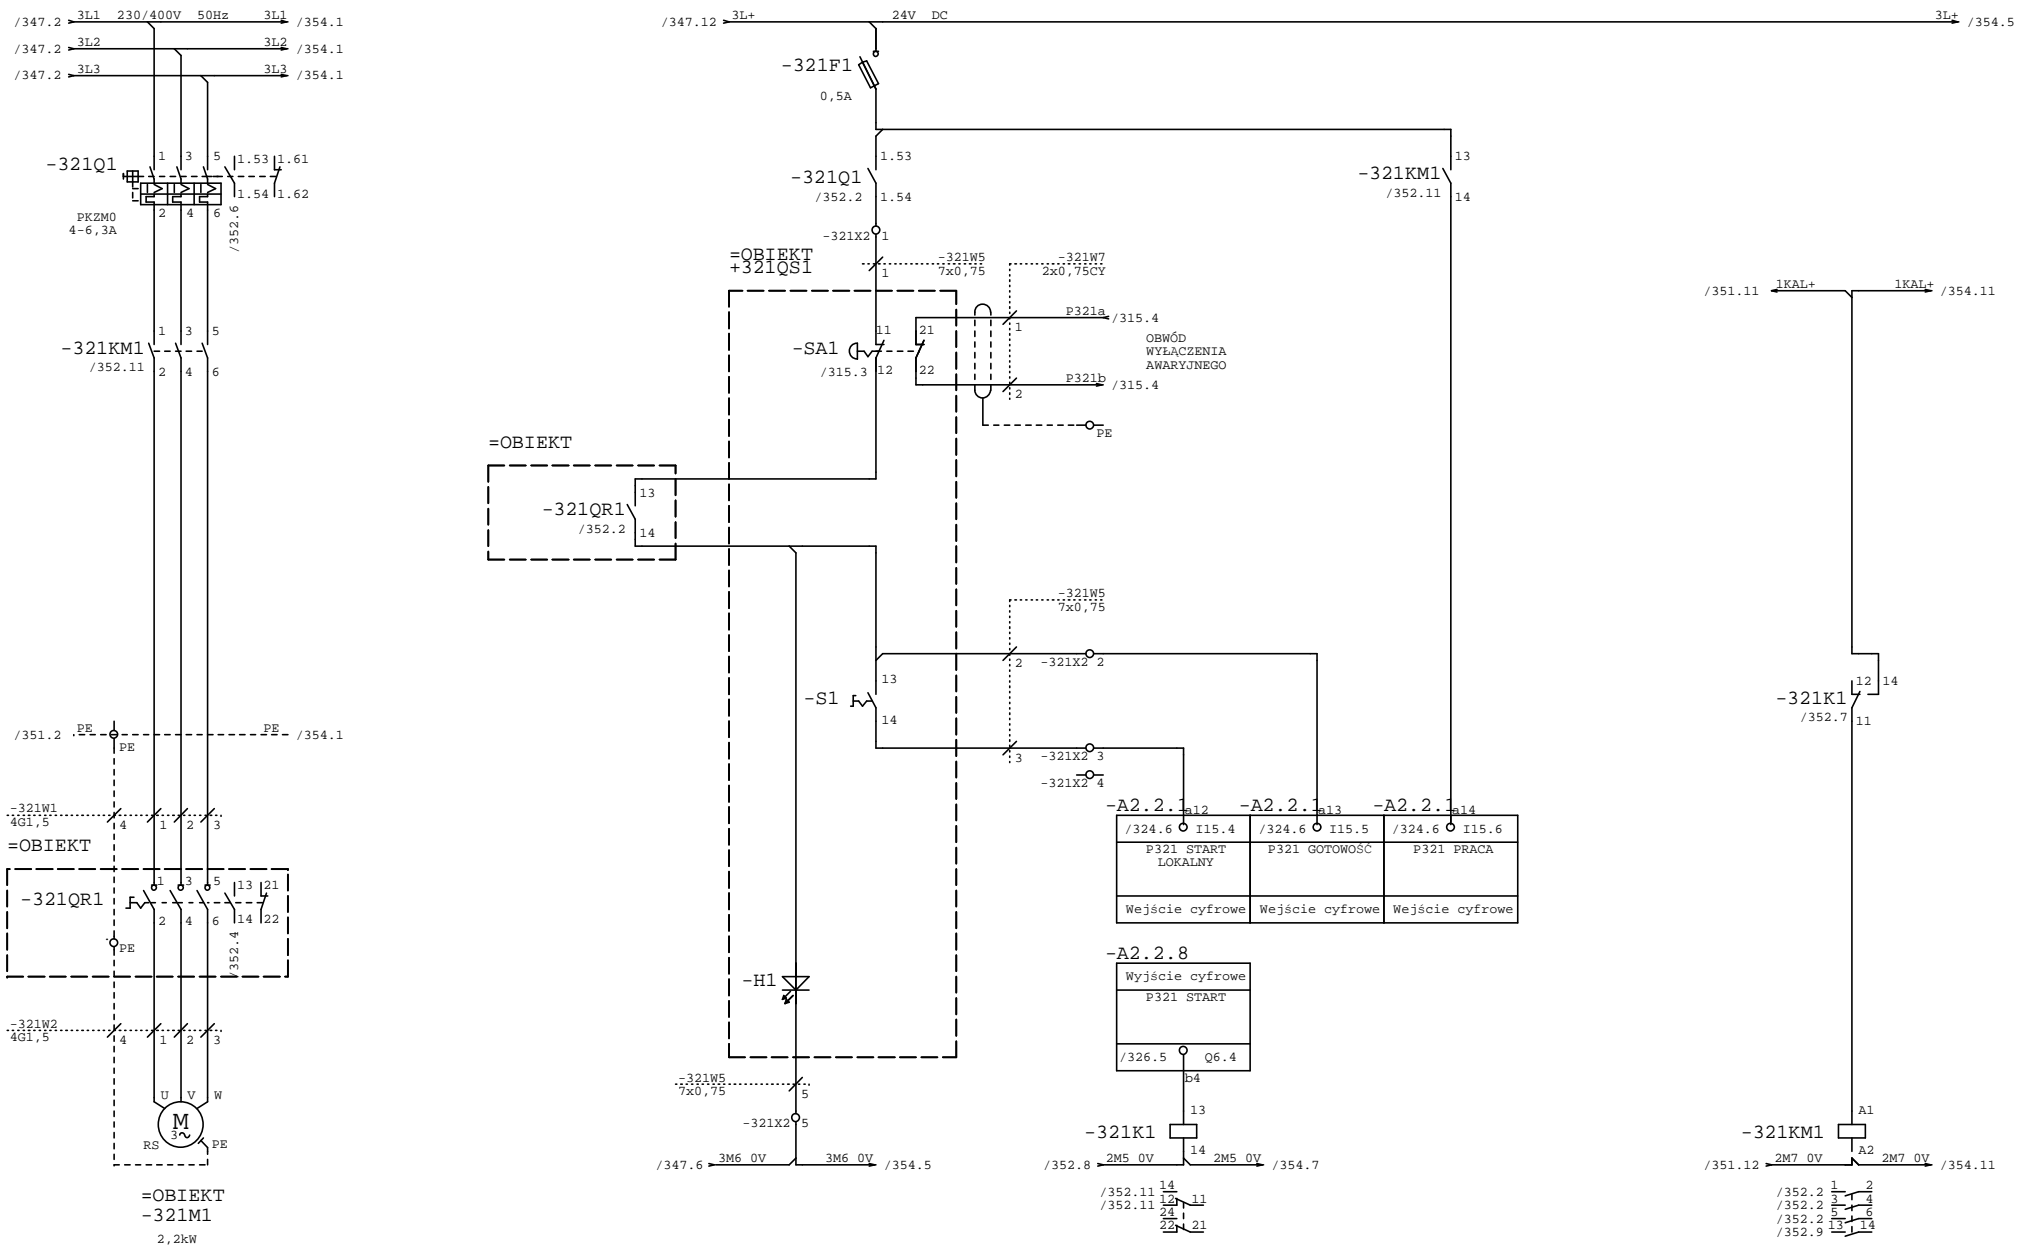 /347.2 3L1 230/400V 50Hz 3L1 /354.1
/347.2 3L2 3L2 /354.1
/347.2 3L3 3L3 /354.1
/347.12 3L+ 24V DC 3L+ /354.5
-321F1
0,5A
-321Q1
1 3 5 1.53 1.61
2 4 6 1.54 1.62
PKZM0
4-6,3A
/352.6
1.53
-321Q1
/352.2 1.54
13
-321KM1
/352.11 14
-321X2 1
=OBIEKT
+321QS1
-321W5
7x0,75
1
-321W7
2x0,75CY
P321a /315.4
1
OBWÓD
WYŁĄCZENIA
AWARYJNEGO
11 21
-SA1
/315.3 12 22
P321b /315.4
2
PE
/351.11 1KAL+ 1KAL+ /354.11
1 3 5
-321KM1
/352.11 2 4 6
=OBIEKT
13
-321QR1
/352.2 14
-321W5
7x0,75
2 -321X2 2
13
-S1
14
3 -321X2 3
-321X2 4
12 14
-321K1
/352.7 11
/351.2 PE PE /354.1
PE
-321W1
4G1,5
4 1 2 3
=OBIEKT
-321QR1
1 3 5 13 21
2 4 6 14 22
PE
/352.4
-A2.2.1 a12 -A2.2.1 a13 -A2.2.1 a14
/324.6 I15.4 /324.6 I15.5 /324.6 I15.6
P321 START
LOKALNY
P321 GOTOWOŚĆ
P321 PRACA
Wejście cyfrowe Wejście cyfrowe Wejście cyfrowe
-A2.2.8
Wyjście cyfrowe
P321 START
/326.5 Q6.4
b4
-H1
-321W2
4G1,5
4 1 2 3
-321W5
7x0,75
5
-321X2 5
U V W
M
3~
RS PE
13
-321K1
14
A1
-321KM1
A2
/347.6 3M6 0V 3M6 0V /354.5
/352.8 2M5 0V 2M5 0V /354.7
/351.12 2M7 0V 2M7 0V /354.11
=OBIEKT
-321M1
2,2kW
/352.11 14
/352.11 12 11
24
22 21
/352.2 1 2
/352.2 3 4
/352.2 5 6
/352.9 13 14